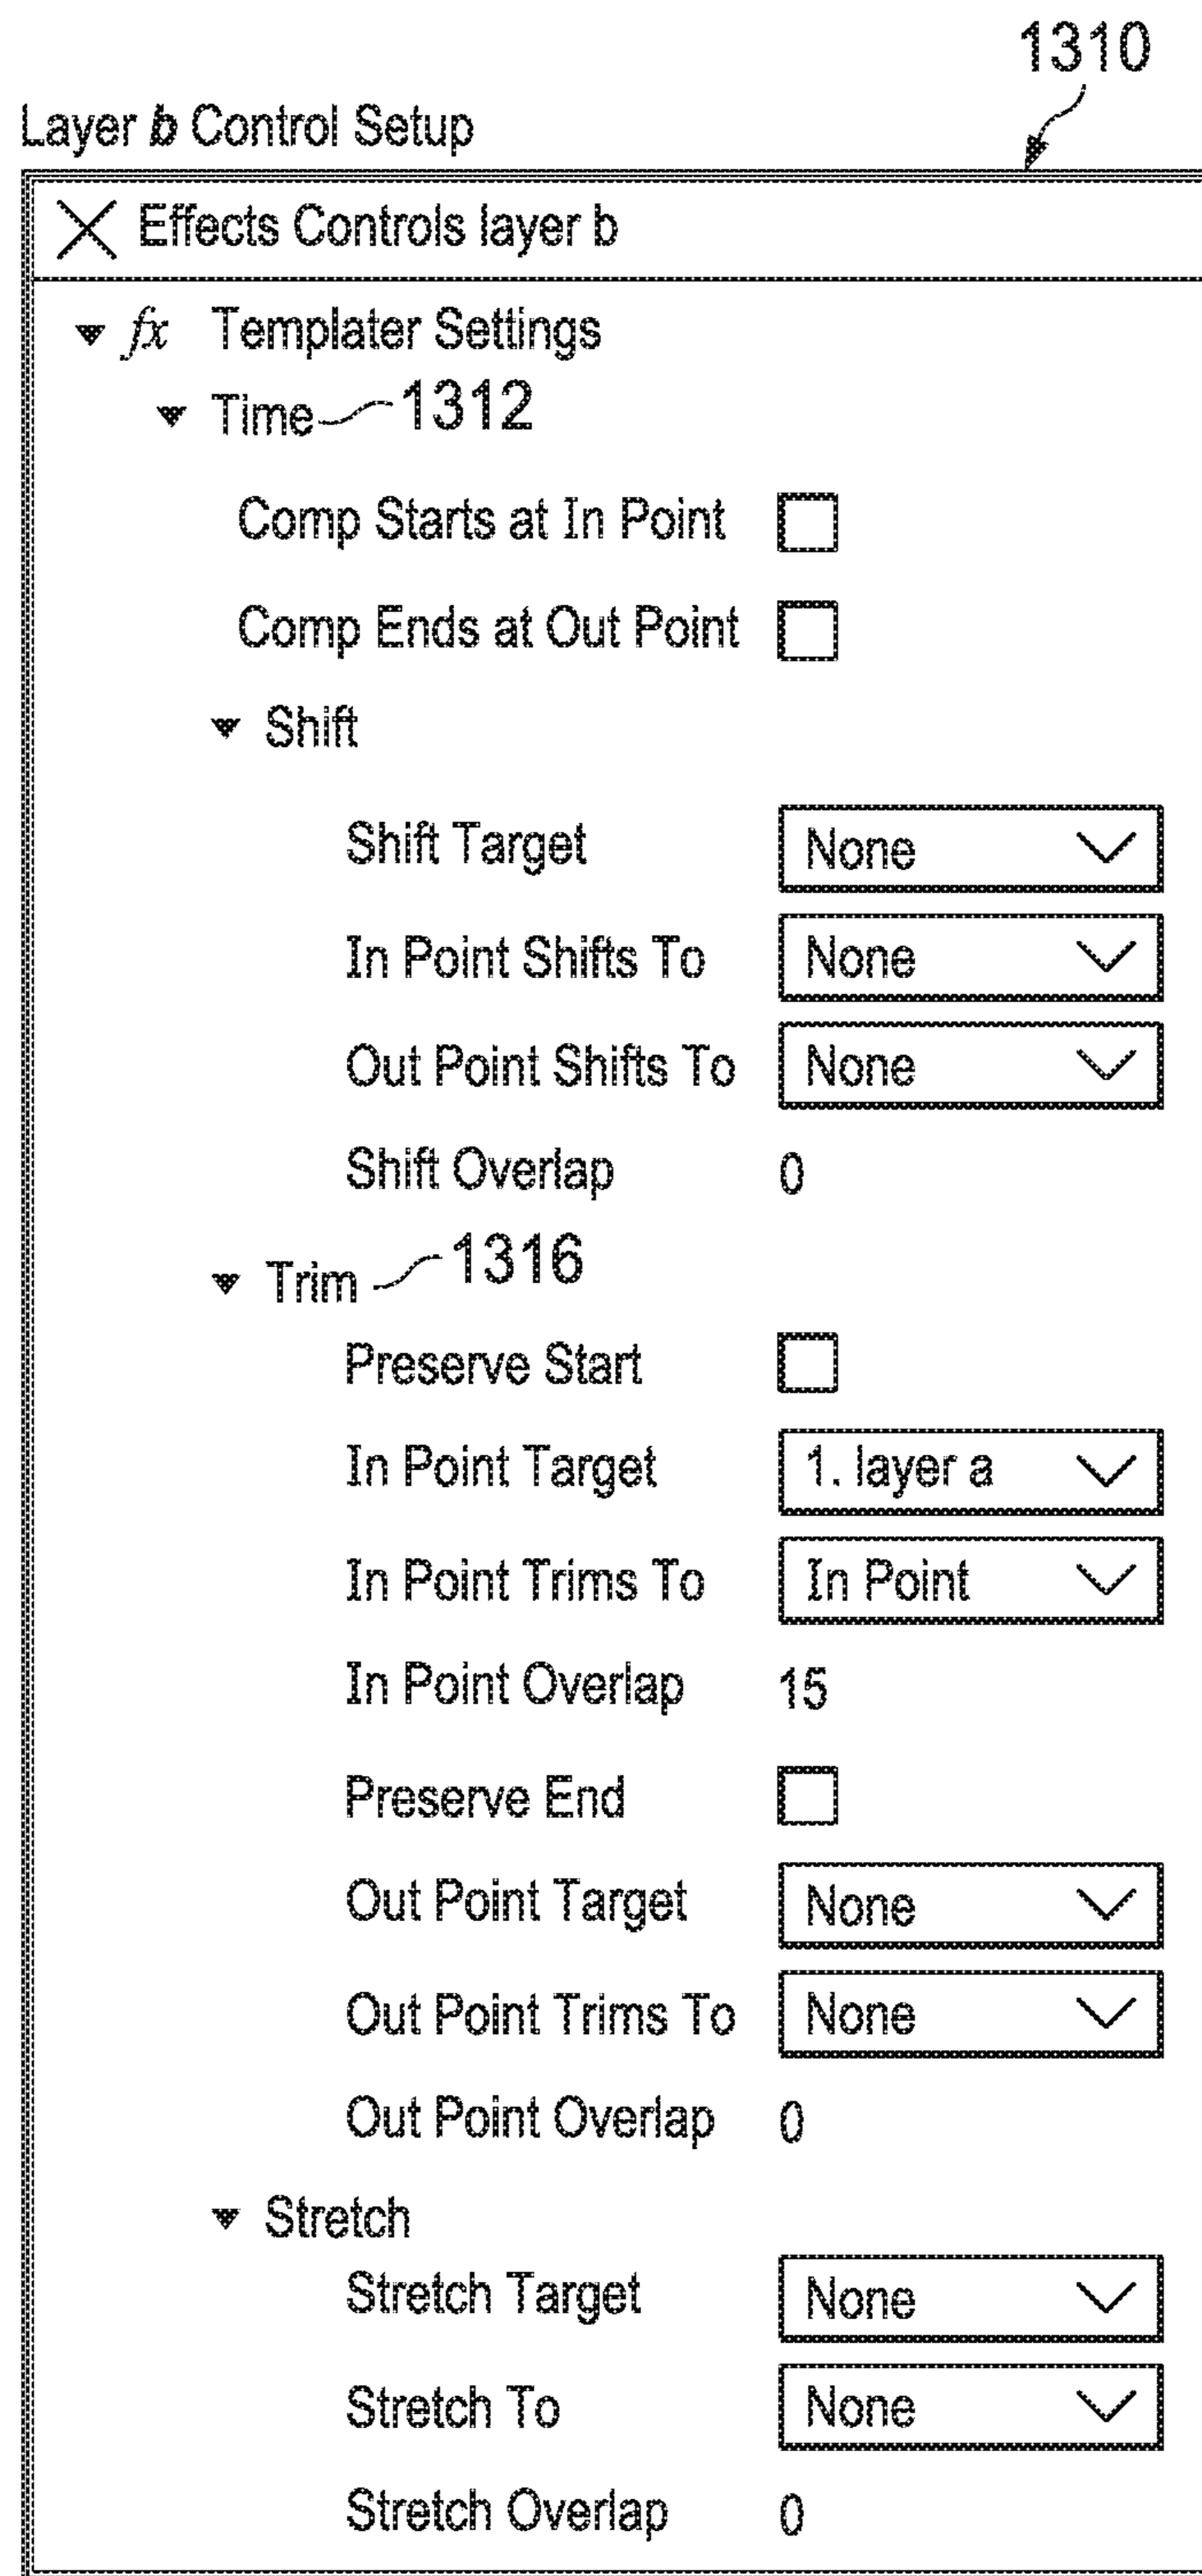 1310
Layer b Control Setup
Effects Controls layer b
fx Templater Settings
Time 1312
Comp Starts at In Point
Comp Ends at Out Point
Shift
Shift Target None
In Point Shifts To None
Out Point Shifts To None
Shift Overlap 0
Trim 1316
Preserve Start
In Point Target 1. layer a
In Point Trims To In Point
In Point Overlap 15
Preserve End
Out Point Target None
Out Point Trims To None
Out Point Overlap 0
Stretch
Stretch Target None
Stretch To None
Stretch Overlap 0